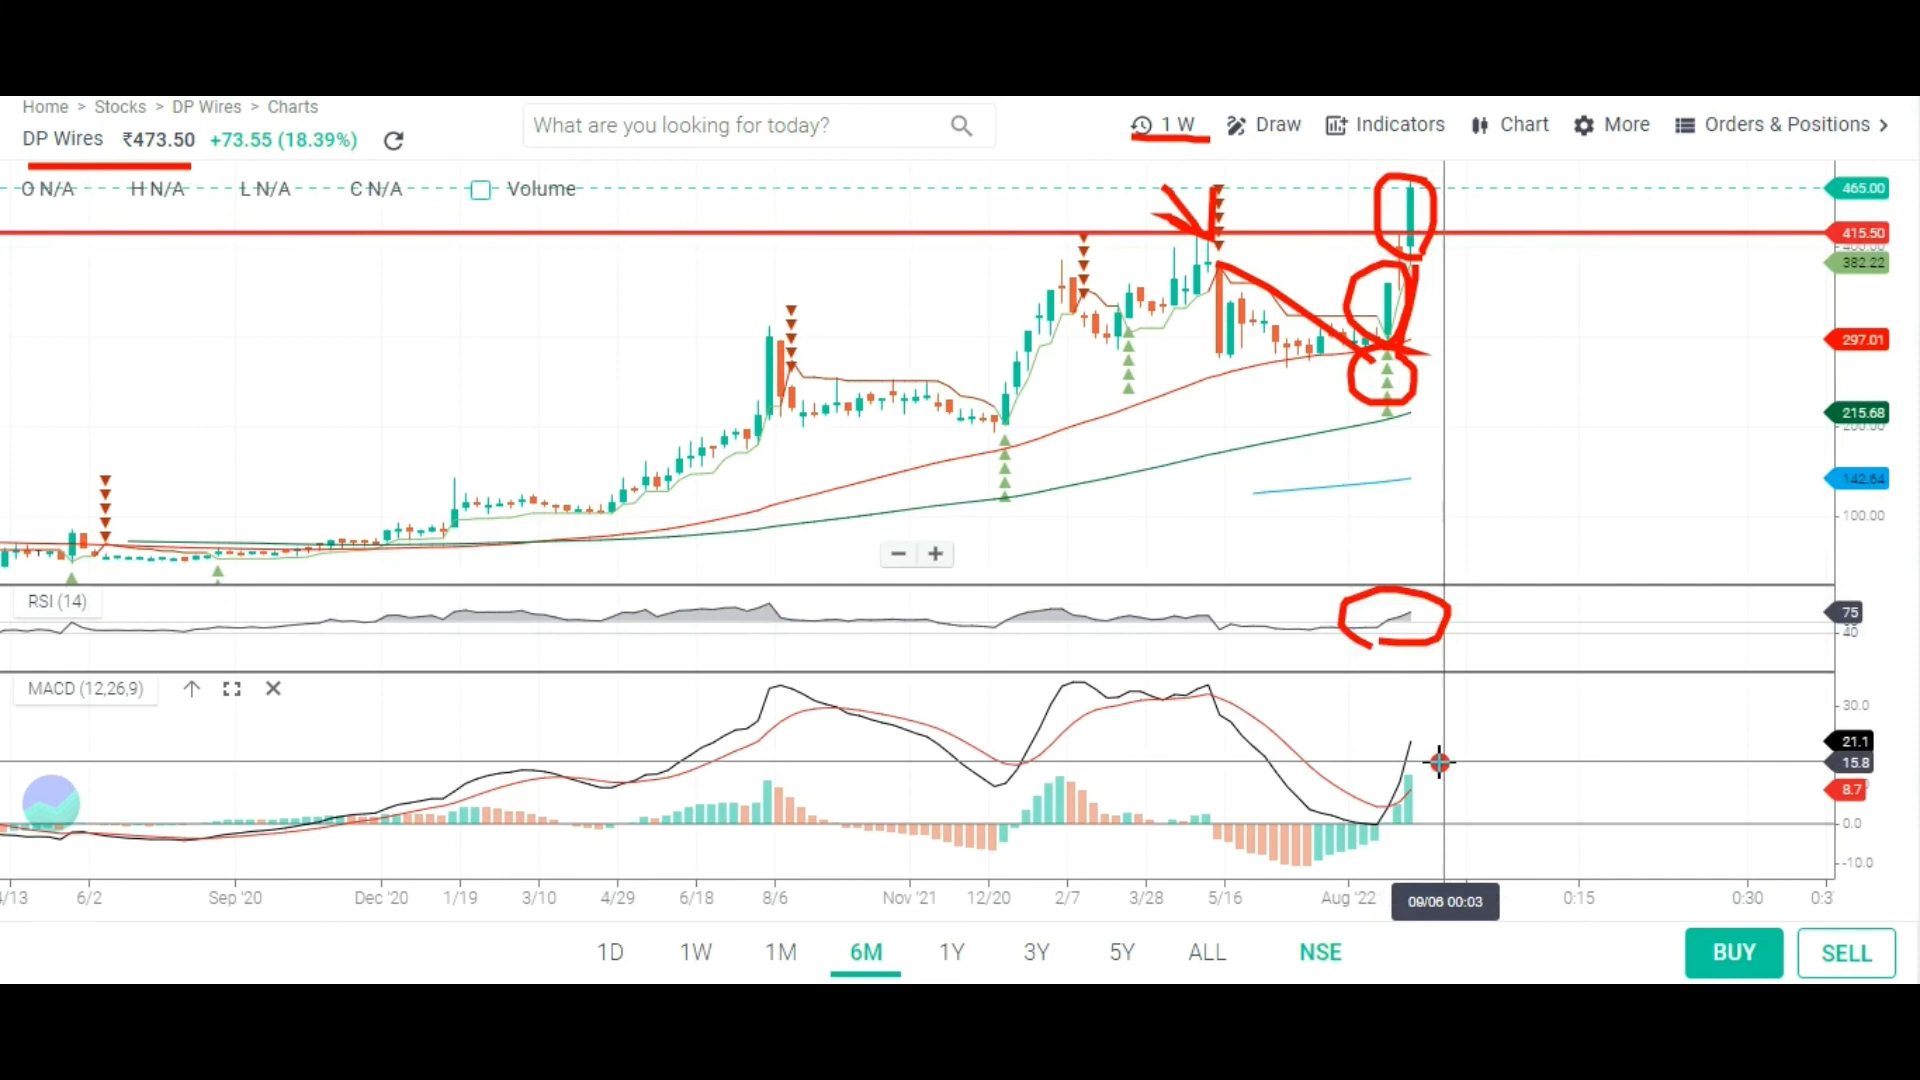 Home > Stocks > DP Wires > Charts
DP Wires ₹473.50 +73.55 (18.39%)
What are you looking for today?
1 W Draw Indicators Chart More Orders & Positions >
O N/A H N/A L N/A C N/A Volume
465.00
415.50
382.22
297.01
215.68
200.00
142.64
100.00
RSI (14)
75
40
MACD (12,26,9)
30.0
21.1
15.8
8.7
0.0
-10.0
/13 6/2 Sep '20 Dec '20 1/19 3/10 4/29 6/18 8/6 Nov '21 12/20 2/7 3/28 5/16 Aug '22 09/06 00:03 0:15 0:30 0:3
1D 1W 1M 6M 1Y 3Y 5Y ALL NSE
BUY SELL